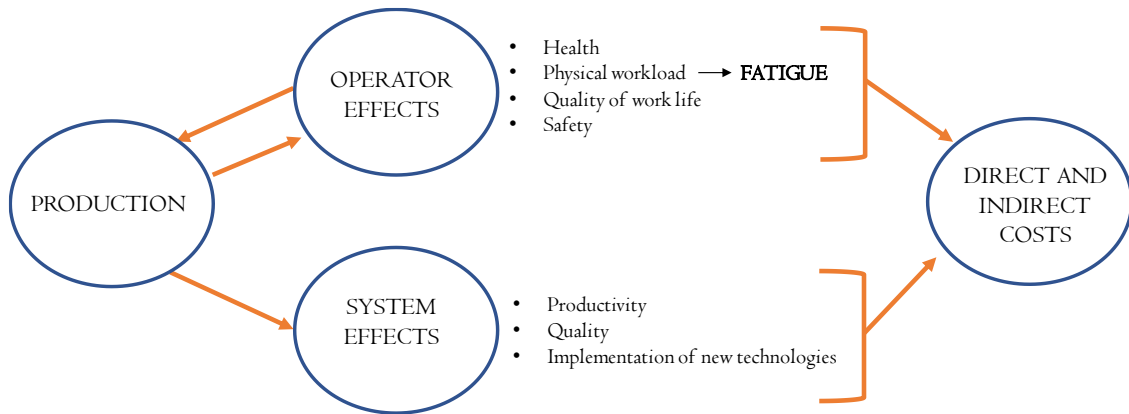 PRODUCTION
OPERATOR
EFFECTS
• Health
• Physical workload → FATIGUE
• Quality of work life
• Safety
SYSTEM
EFFECTS
• Productivity
• Quality
• Implementation of new technologies
DIRECT AND
INDIRECT
COSTS